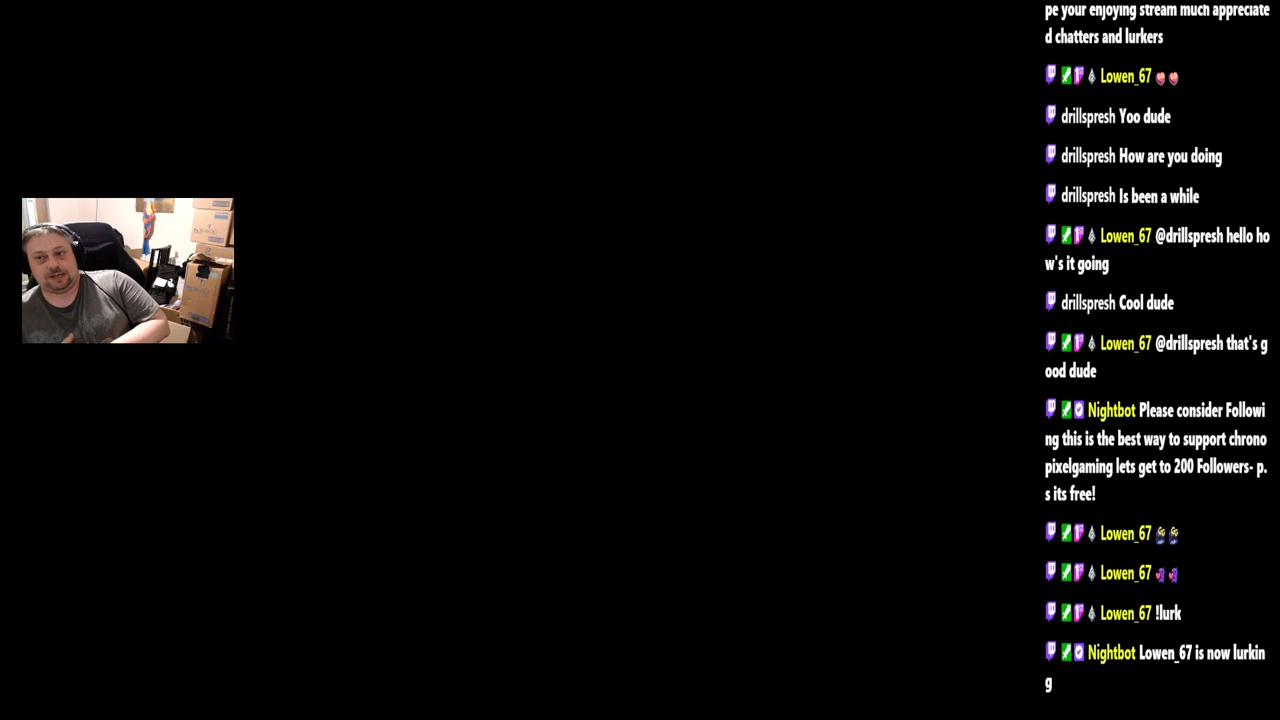 pe your enjoying stream much appreciate
d chatters and lurkers
Lowen_67
drillspresh Yoo dude
drillspresh How are you doing
drillspresh Is been a while
Lowen_67 @drillspresh hello ho
w's it going
drillspresh Cool dude
Lowen_67 @drillspresh that's g
ood dude
Nightbot Please consider Followi
ng this is the best way to support chrono
pixelgaming lets get to 200 Followers- p.
s its free!
Lowen_67
Lowen_67
Lowen_67 !lurk
Nightbot Lowen_67 is now lurkin
g